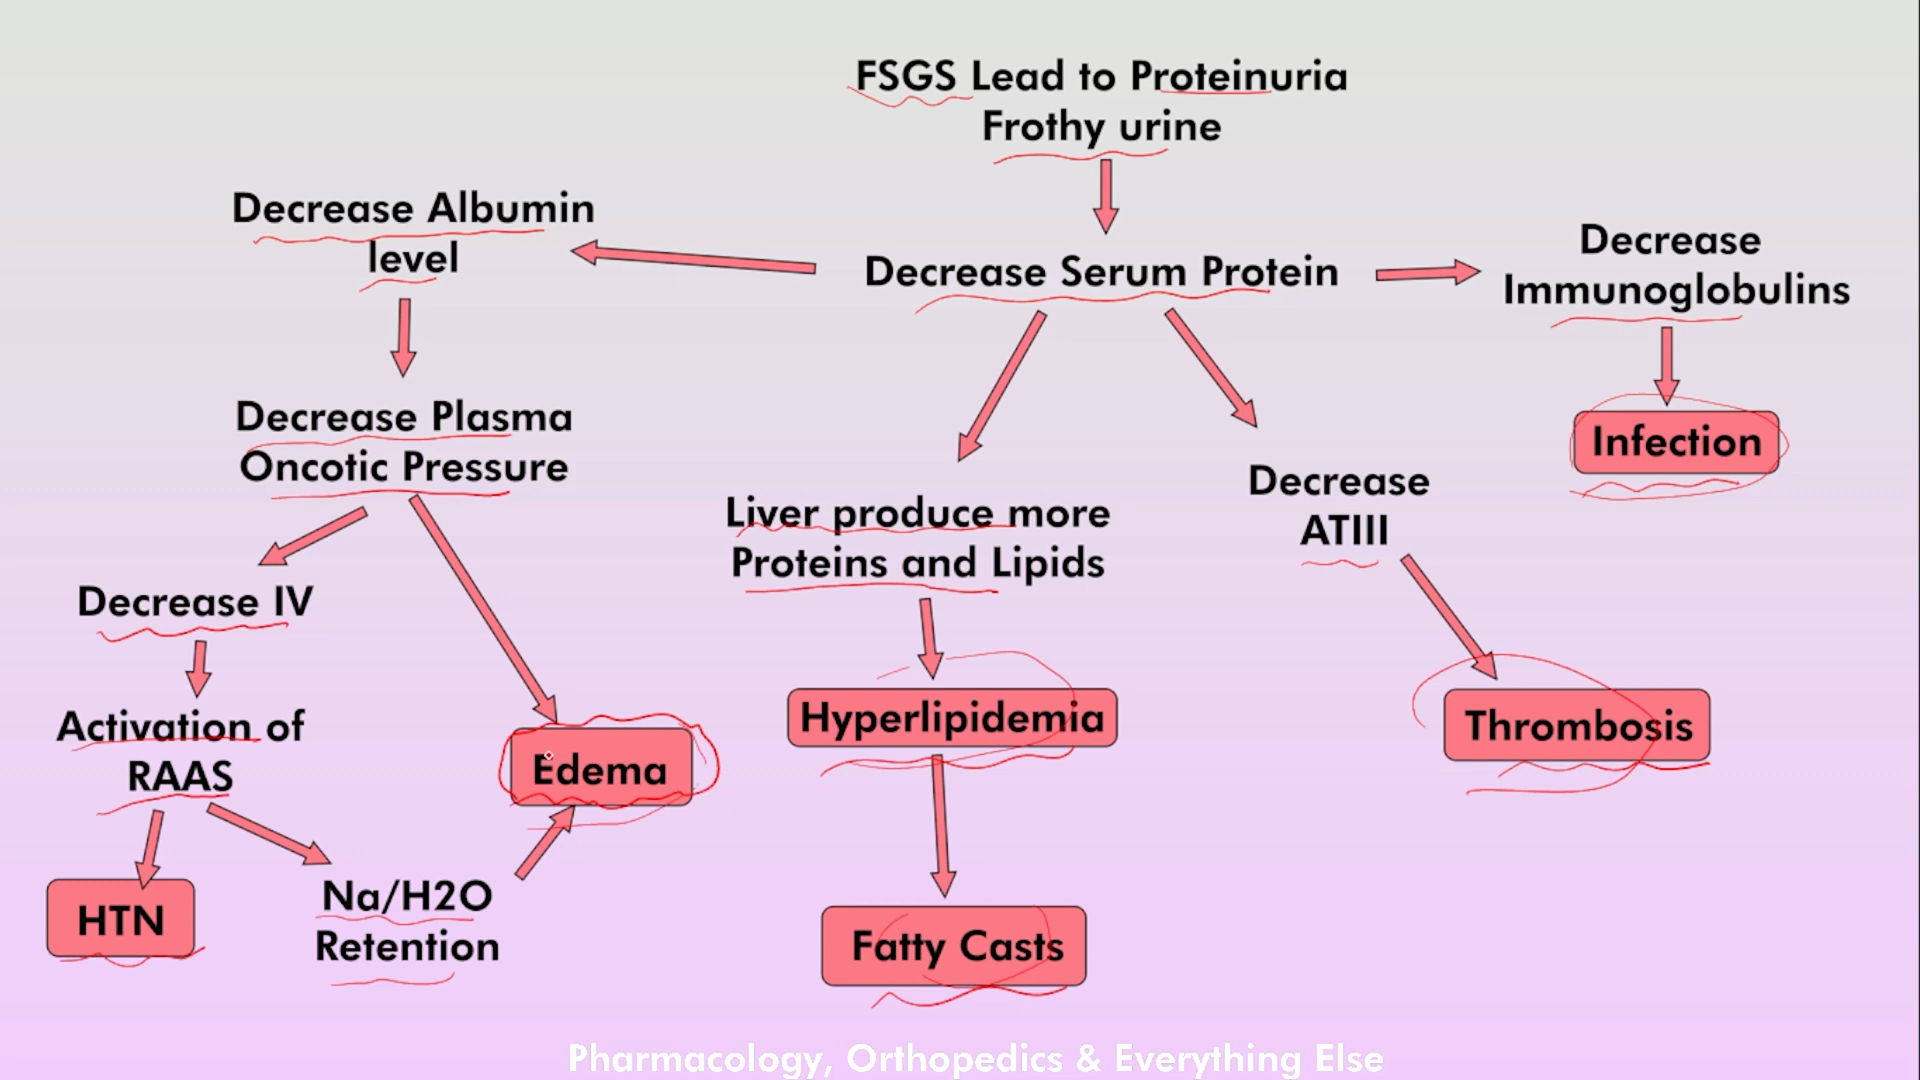 FSGS Lead to Proteinuria
Frothy urine
Decrease Albumin
level
Decrease Serum Protein
Decrease
Immunoglobulins
Decrease Plasma
Oncotic Pressure
Infection
Liver produce more
Proteins and Lipids
Decrease
ATIII
Decrease IV
Activation of
RAAS
Edema
Hyperlipidemia
Thrombosis
HTN
Na/H2O
Retention
Fatty Casts
Pharmacology, Orthopedics & Everything Else